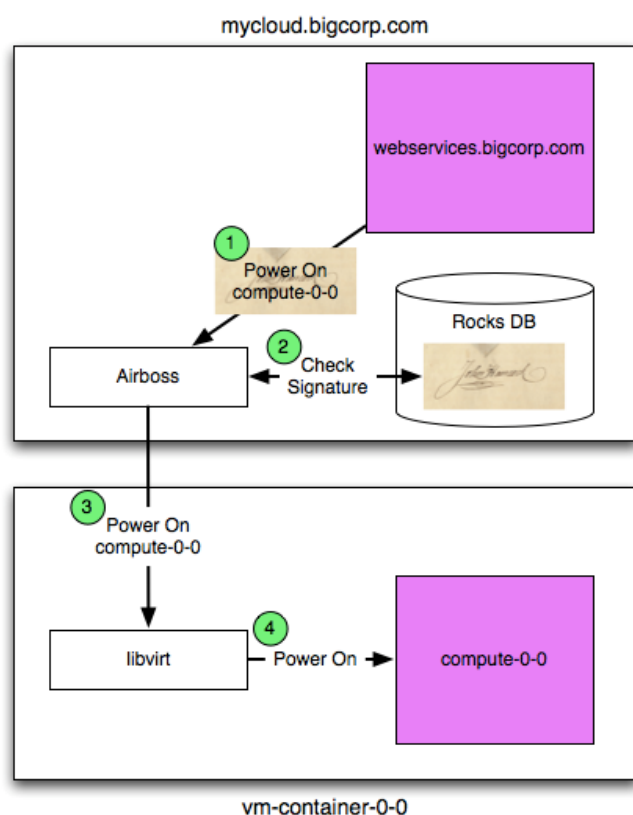 mycloud.bigcorp.com
webservices.bigcorp.com
1
Power On
compute-0-0
Rocks DB
2
Check
Signature
Airboss
3
Power On
compute-0-0
4
libvirt
Power On
compute-0-0
vm-container-0-0